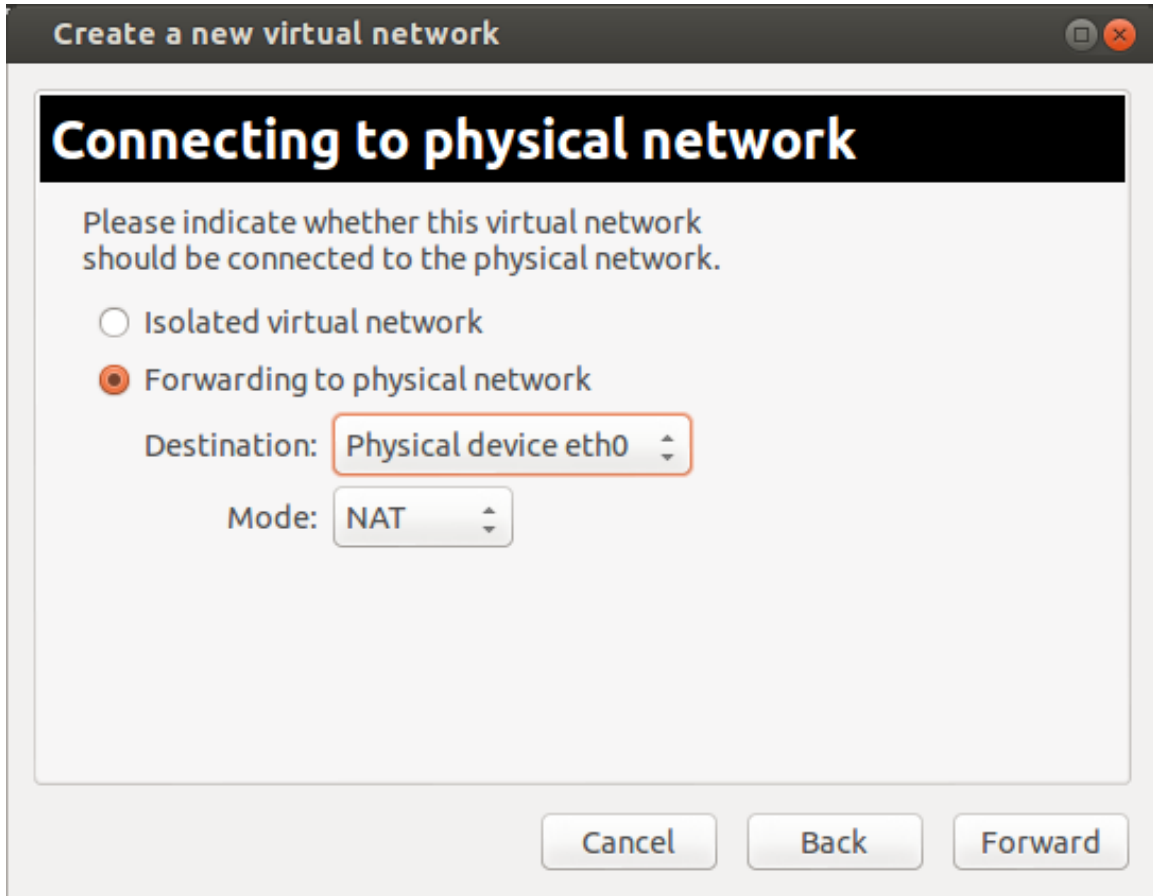 Create a new virtual network
Connecting to physical network
Please indicate whether this virtual network
should be connected to the physical network.
Isolated virtual network
Forwarding to physical network
Destination: Physical device eth0
Mode: NAT
Cancel Back Forward